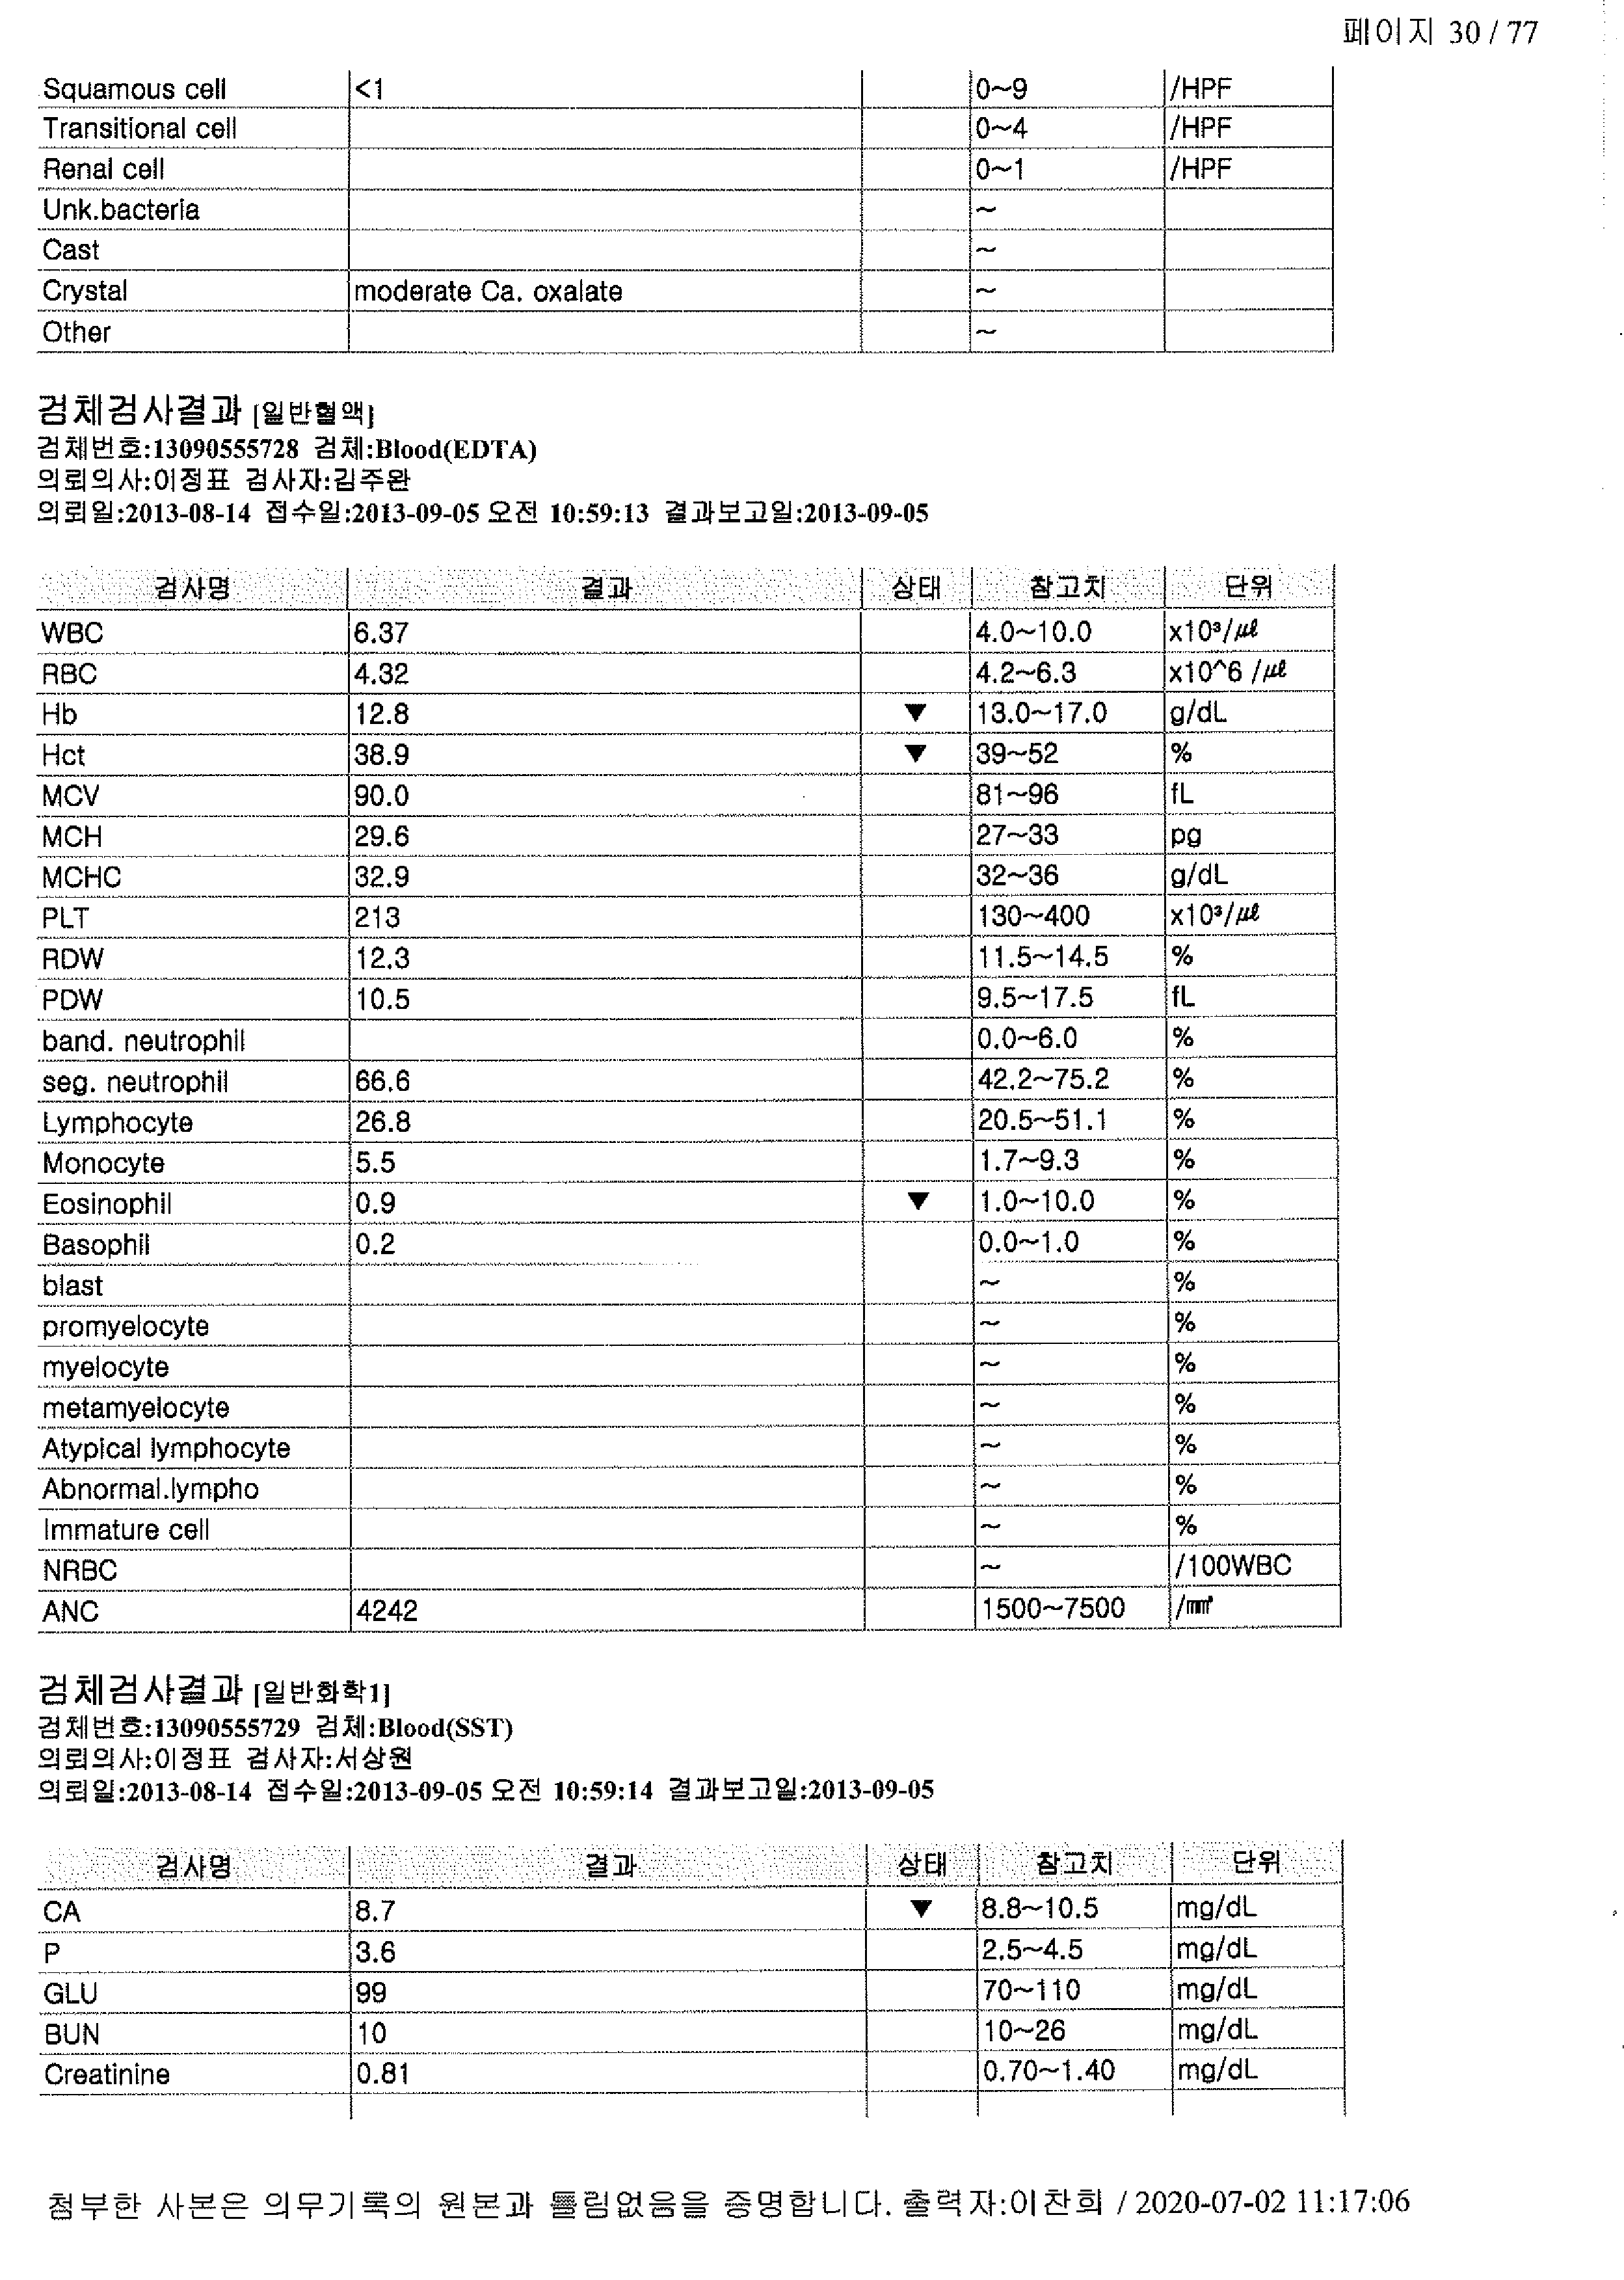 페이지 30 / 77
Squamous cell <1 0~9 /HPF
Transitional cell 0~4 /HPF
Renal cell 0~1 /HPF
Unk.bacteria ~
Cast ~
Crystal moderate Ca. oxalate ~
Other ~
검체검사결과 [일반혈액]
검체번호:13090555728 검체:Blood(EDTA)
의뢰의사:이정표 검사자:김주완
의뢰일:2013-08-14 접수일:2013-09-05 오전 10:59:13 결과보고일:2013-09-05
검사명 결과 상태 참고치 단위
WBC 6.37 4.0~10.0 x10³/㎕
RBC 4.32 4.2~6.3 x10^6 /㎕
Hb 12.8 ▼ 13.0~17.0 g/dL
Hct 38.9 ▼ 39~52 %
MCV 90.0 81~96 fL
MCH 29.6 27~33 pg
MCHC 32.9 32~36 g/dL
PLT 213 130~400 x10³/㎕
RDW 12.3 11.5~14.5 %
PDW 10.5 9.5~17.5 fL
band. neutrophil 0.0~6.0 %
seg. neutrophil 66.6 42.2~75.2 %
Lymphocyte 26.8 20.5~51.1 %
Monocyte 5.5 1.7~9.3 %
Eosinophil 0.9 ▼ 1.0~10.0 %
Basophil 0.2 0.0~1.0 %
blast ~ %
promyelocyte ~ %
myelocyte ~ %
metamyelocyte ~ %
Atypical lymphocyte ~ %
Abnormal.lympho ~ %
Immature cell ~ %
NRBC ~ /100WBC
ANC 4242 1500~7500 /㎣
검체검사결과 [일반화학1]
검체번호:13090555729 검체:Blood(SST)
의뢰의사:이정표 검사자:서상원
의뢰일:2013-08-14 접수일:2013-09-05 오전 10:59:14 결과보고일:2013-09-05
검사명 결과 상태 참고치 단위
CA 8.7 ▼ 8.8~10.5 mg/dL
P 3.6 2.5~4.5 mg/dL
GLU 99 70~110 mg/dL
BUN 10 10~26 mg/dL
Creatinine 0.81 0.70~1.40 mg/dL
첨부한 사본은 의무기록의 원본과 틀림없음을 증명합니다. 출력자:이찬희 / 2020-07-02 11:17:06